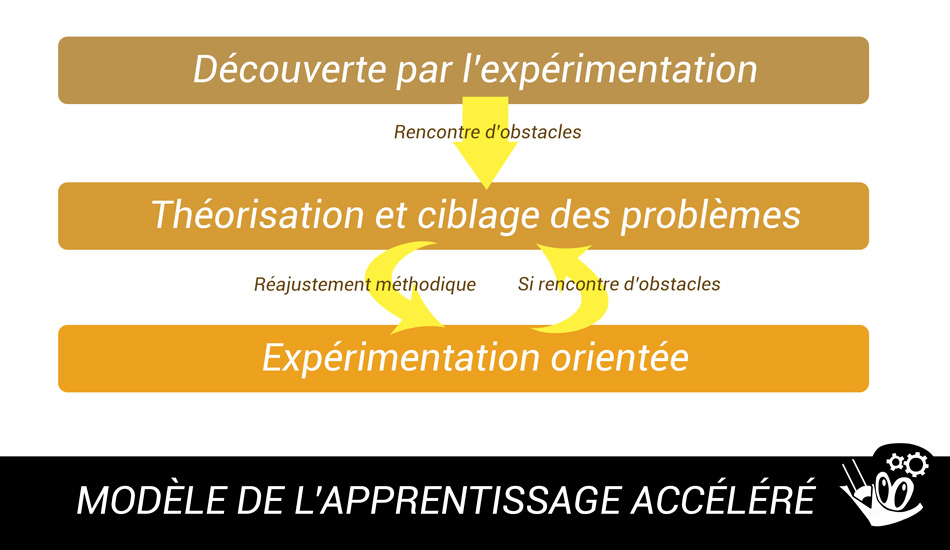 Découverte par l'expérimentation
Rencontre d'obstacles
Théorisation et ciblage des problèmes
Réajustement méthodique
Si rencontre d'obstacles
Expérimentation orientée
MODÈLE DE L'APPRENTISSAGE ACCÉLÉRÉ